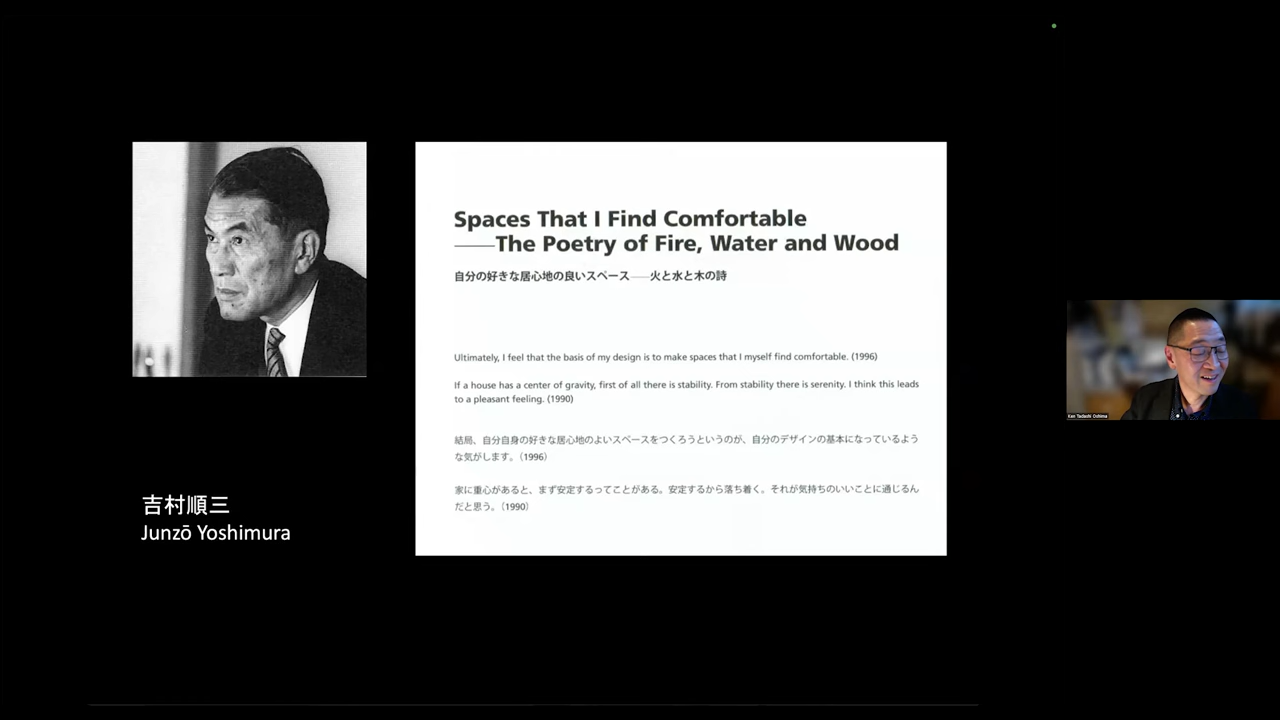 Spaces That I Find Comfortable
——The Poetry of Fire, Water and Wood
自分の好きな居心地の良いスペース——火と水と木の詩
Ultimately, I feel that the basis of my design is to make spaces that I myself find comfortable. (1996)
If a house has a center of gravity, first of all there is stability. From stability there is serenity. I think this leads
to a pleasant feeling. (1990)
結局、自分自身の好きな居心地のよいスペースをつくろうというのが、自分のデザインの基本になっているよう
な気がします。（1996）
家に重心があると、まず安定するってことがある。安定するから落ち着く。それが気持ちのいいことに通じるん
だと思う。（1990）
吉村順三
Junzō Yoshimura
Ken Tadashi Oshima